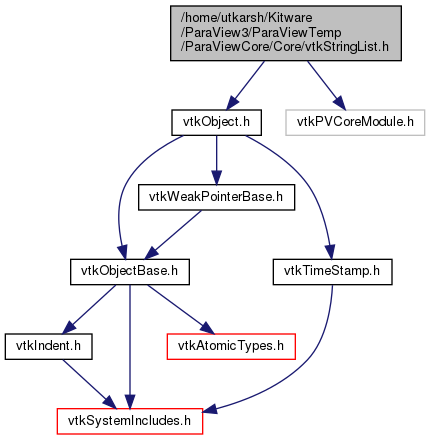 /home/utkarsh/Kitware
/ParaView3/ParaViewTemp
/ParaViewCore/Core/vtkStringList.h
vtkObject.h
vtkPVCoreModule.h
vtkWeakPointerBase.h
vtkObjectBase.h
vtkTimeStamp.h
vtkIndent.h
vtkAtomicTypes.h
vtkSystemIncludes.h